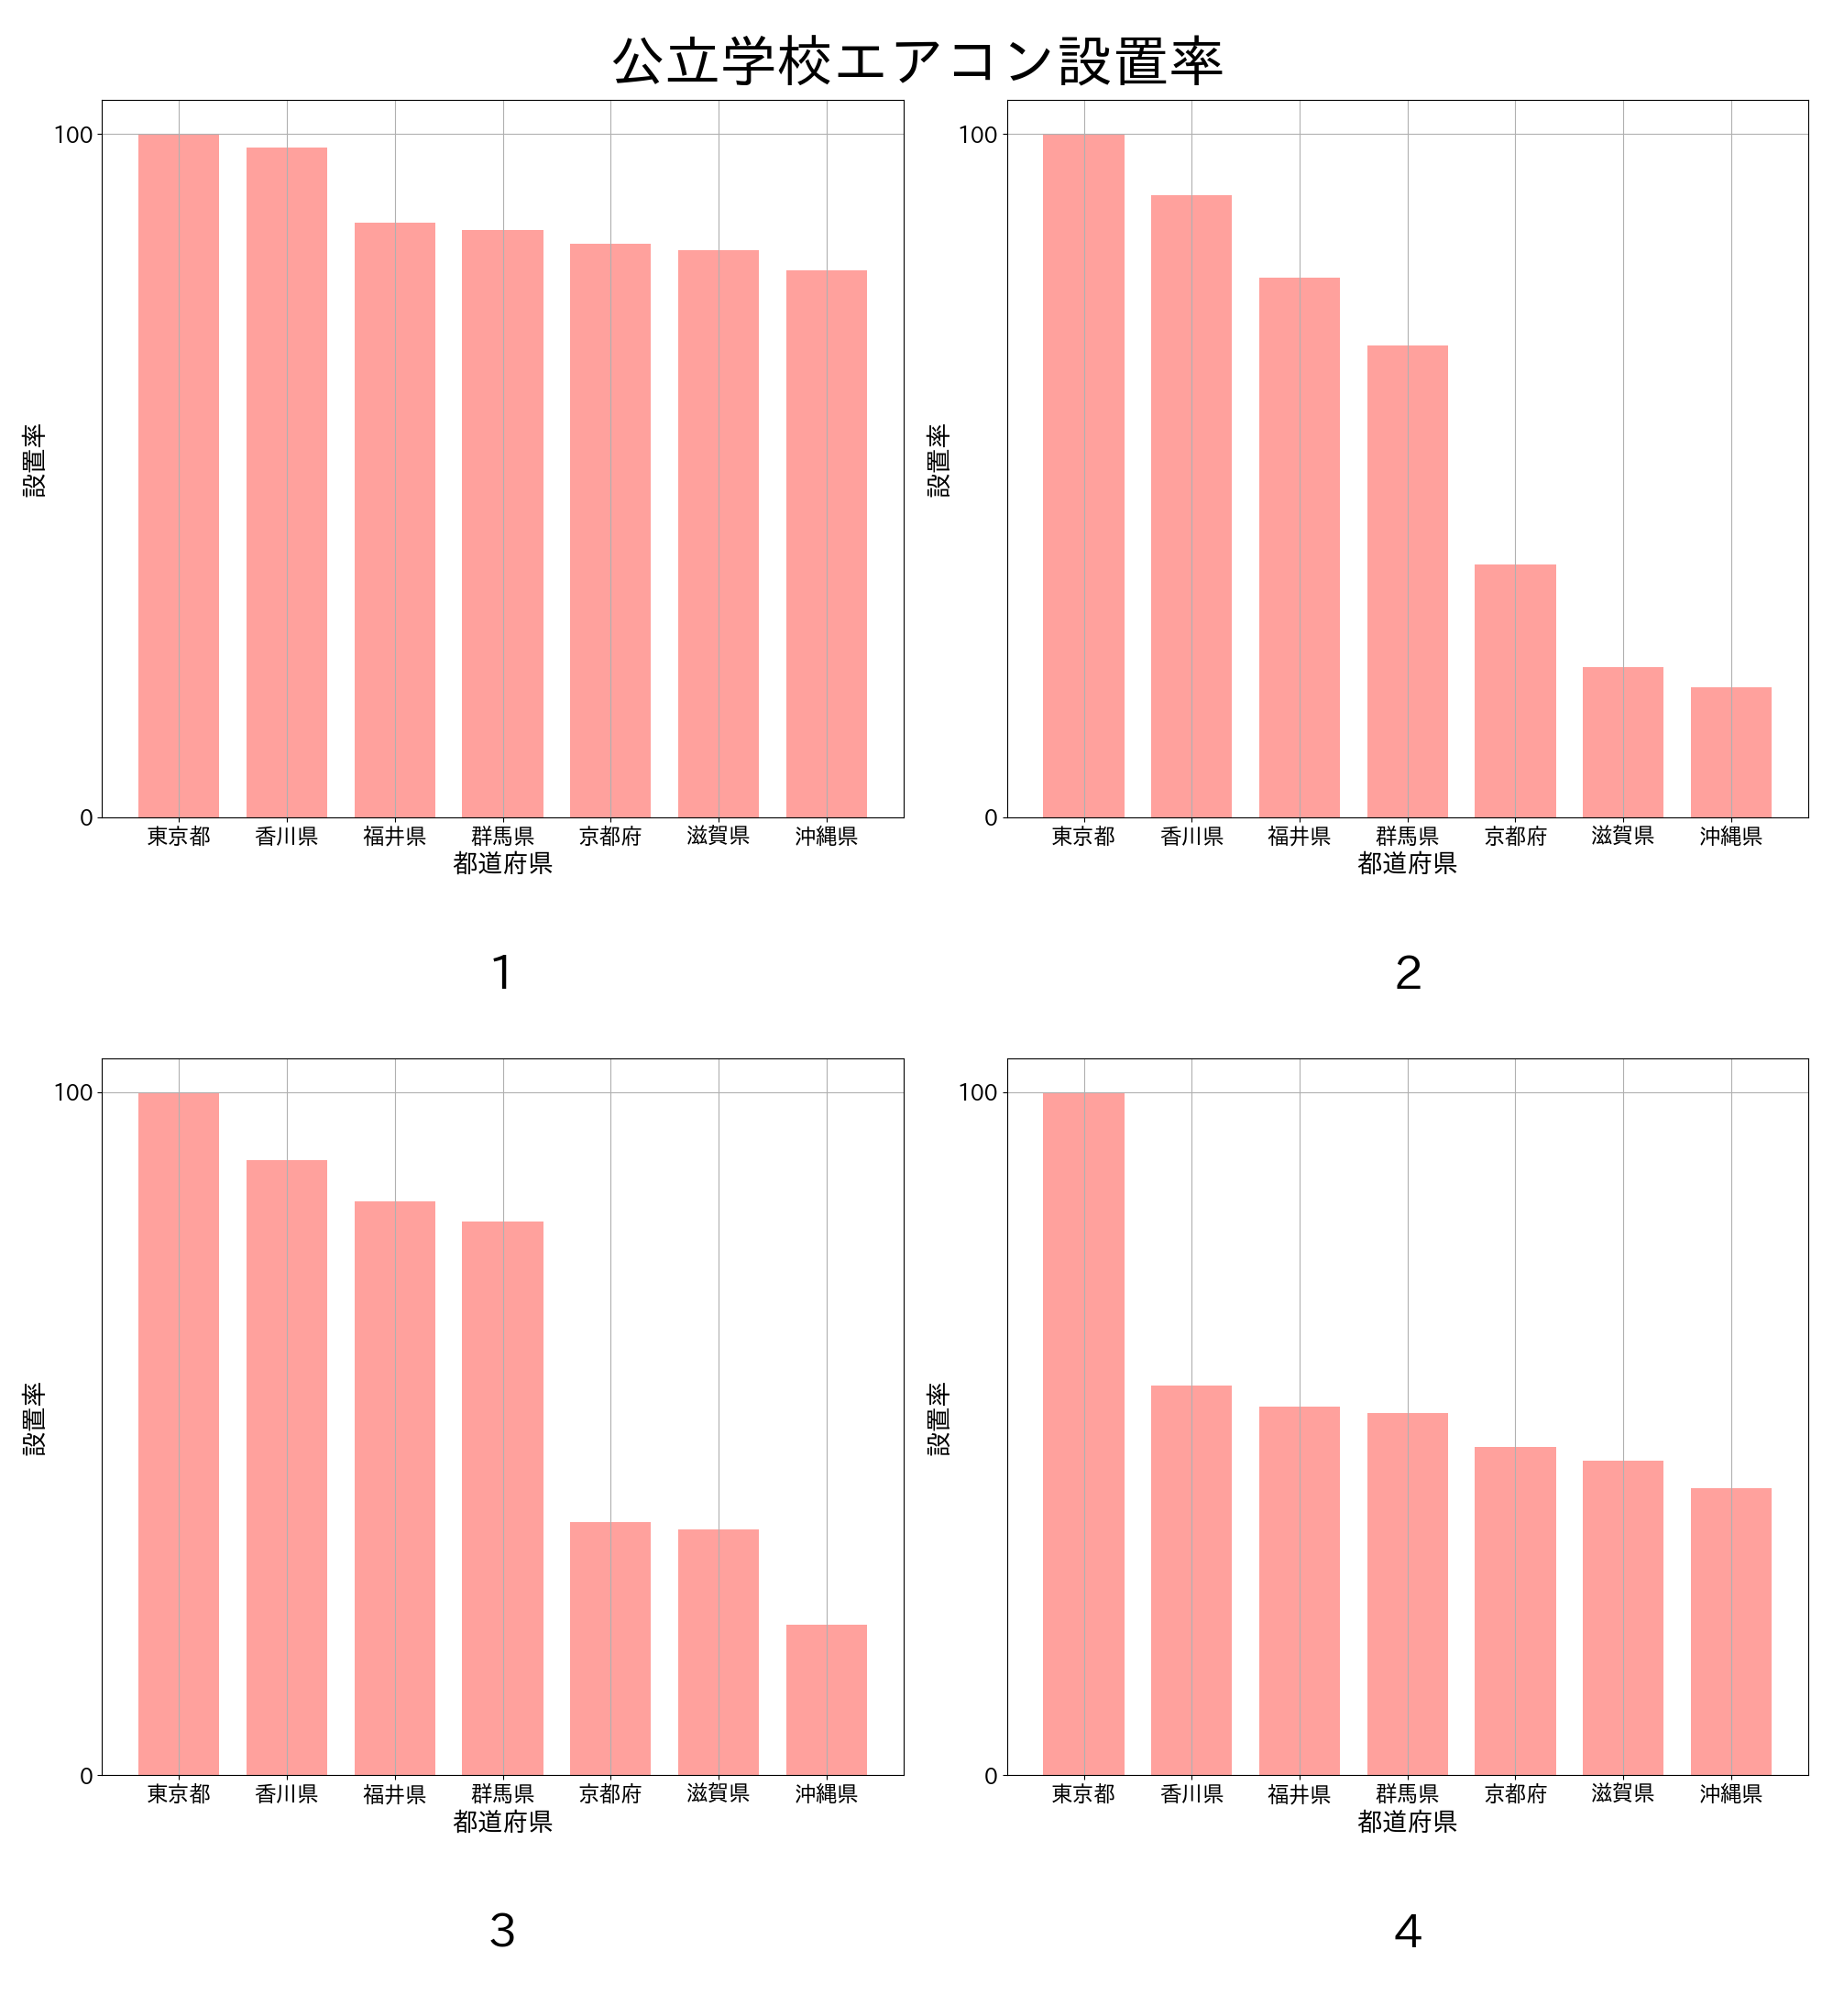 公立学校エアコン設置率
100
0
設置率
東京都 香川県 福井県 群馬県 京都府 滋賀県 沖縄県
都道府県
1
100
0
設置率
東京都 香川県 福井県 群馬県 京都府 滋賀県 沖縄県
都道府県
2
100
0
設置率
東京都 香川県 福井県 群馬県 京都府 滋賀県 沖縄県
都道府県
3
100
0
設置率
東京都 香川県 福井県 群馬県 京都府 滋賀県 沖縄県
都道府県
4